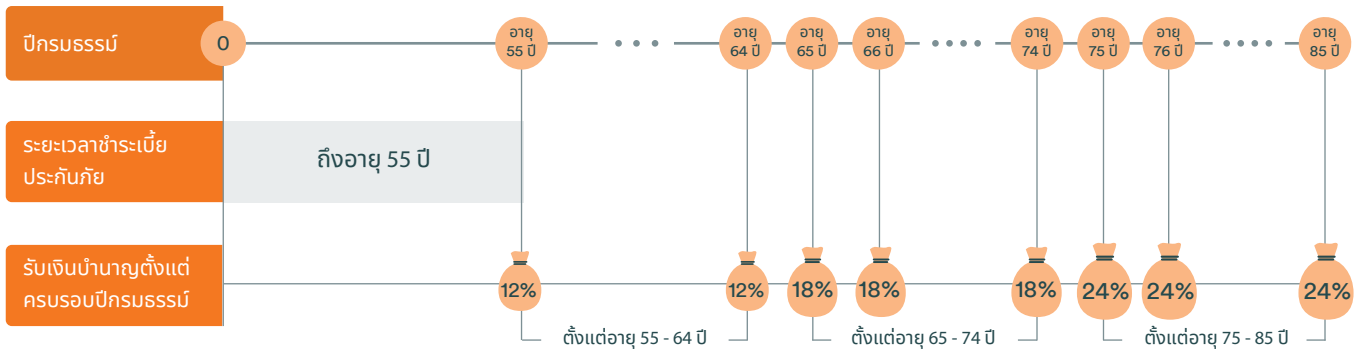 ปีกรมธรรม์
0
อายุ
55 ปี
อายุ
64 ปี
อายุ
65 ปี
อายุ
66 ปี
อายุ
74 ปี
อายุ
75 ปี
อายุ
76 ปี
อายุ
85 ปี
ระยะเวลาชำระเบี้ย
ประกันภัย
ถึงอายุ 55 ปี
รับเงินบำนาญตั้งแต่
ครบรอบปีกรมธรรม์
12%
12%
18%
18%
18%
24%
24%
24%
ตั้งแต่อายุ 55 - 64 ปี
ตั้งแต่อายุ 65 - 74 ปี
ตั้งแต่อายุ 75 - 85 ปี